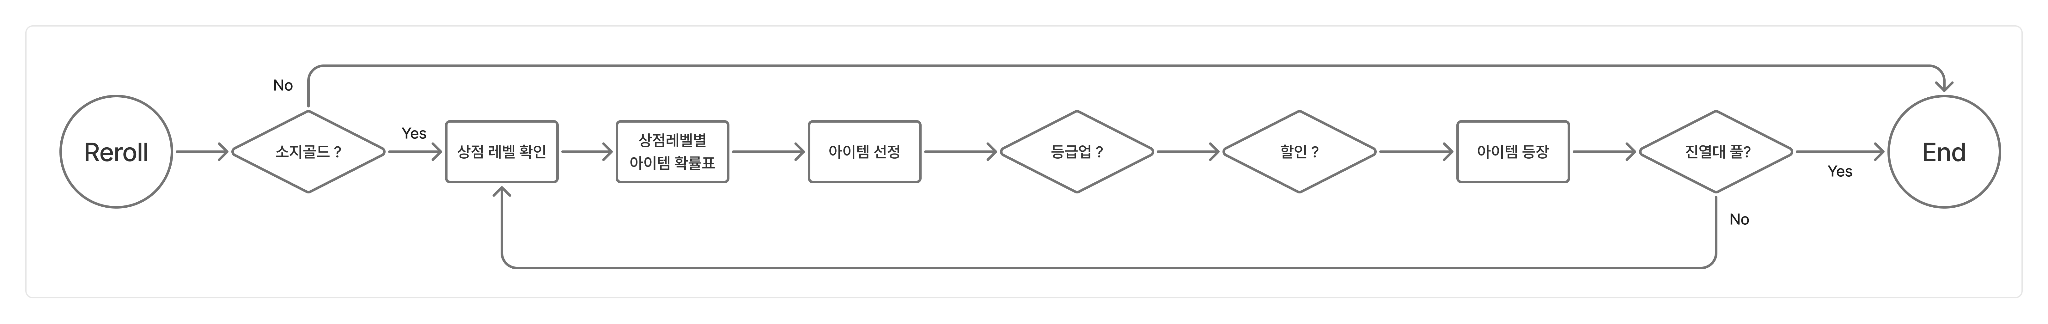 No
Reroll
소지골드 ?
Yes
상점 레벨 확인
상점레벨별
아이템 확률표
아이템 선정
등급업 ?
할인 ?
아이템 등장
진열대 풀?
Yes
End
No